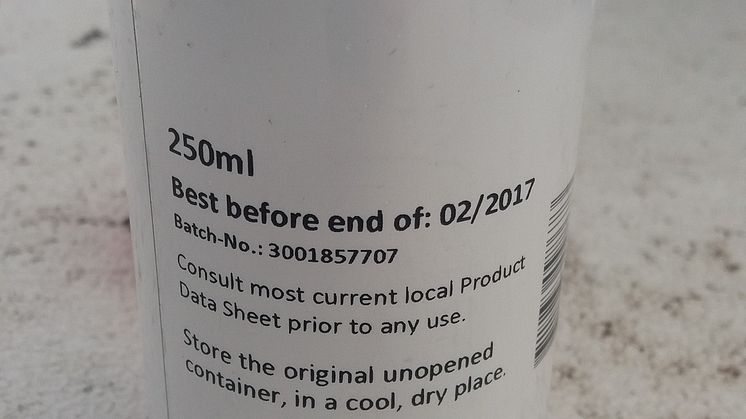 250ml
Best before end of: 02/2017
Batch-No.: 3001857707
Consult most current local Product
Data Sheet prior to any use.
Store the original unopened
container, in a cool, dry place.